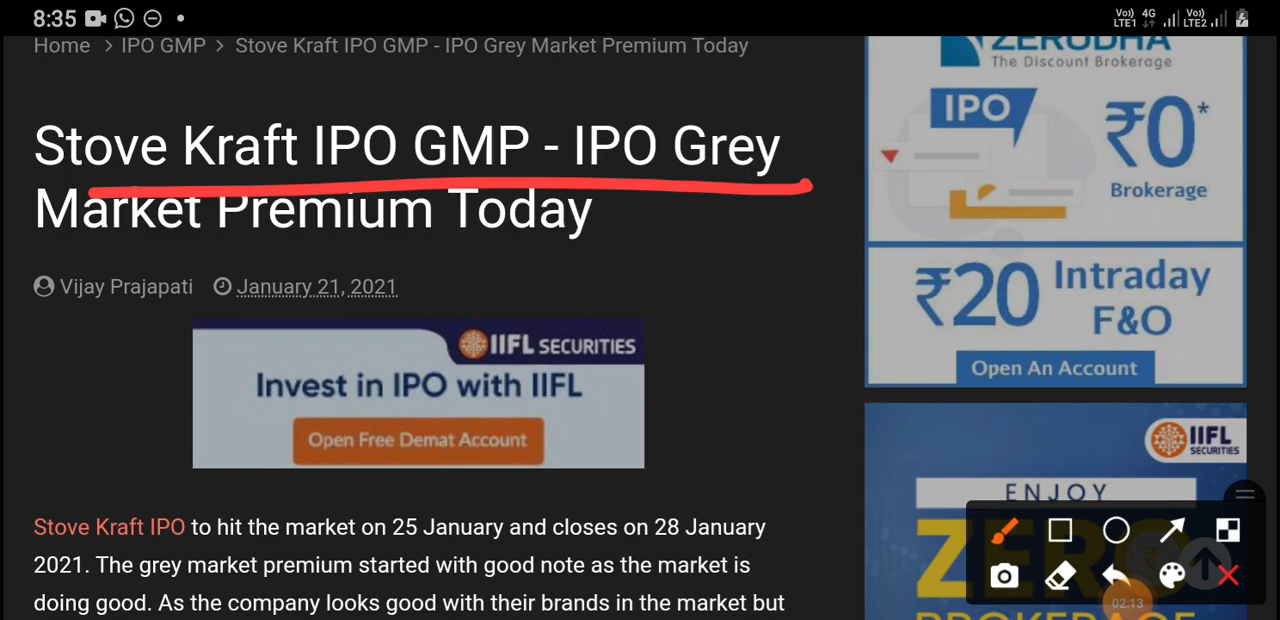 8:35
Vo)) LTE1 4G Vo)) LTE2
Home > IPO GMP > Stove Kraft IPO GMP - IPO Grey Market Premium Today
Stove Kraft IPO GMP - IPO Grey
Market Premium Today
Vijay Prajapati January 21, 2021
IIFL SECURITIES
Invest in IPO with IIFL
Open Free Demat Account
Stove Kraft IPO to hit the market on 25 January and closes on 28 January
2021. The grey market premium started with good note as the market is
doing good. As the company looks good with their brands in the market but
ZERODHA
The Discount Brokerage
IPO
₹0*
Brokerage
₹20 Intraday
F&O
Open An Account
IIFL
SECURITIES
ENJOY
ZERO
BROKERAGE
02:13